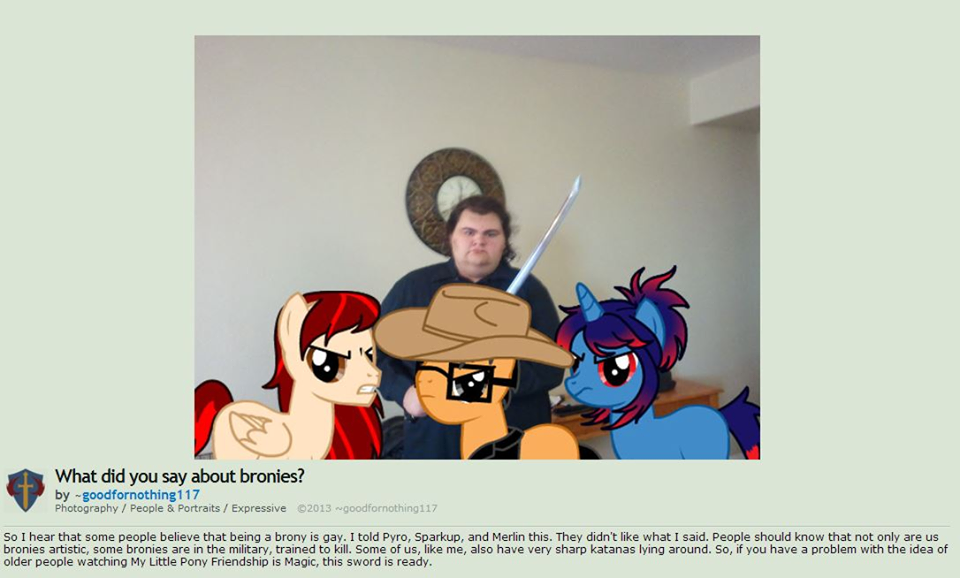 What did you say about bronies?
by ~goodfornothing117
Photography / People & Portraits / Expressive ©2013 ~goodfornothing117
So I hear that some people believe that being a brony is gay. I told Pyro, Sparkup, and Merlin this. They didn't like what I said. People should know that not only are us
bronies artistic, some bronies are in the military, trained to kill. Some of us, like me, also have very sharp katanas lying around. So, if you have a problem with the idea of
older people watching My Little Pony Friendship is Magic, this sword is ready.